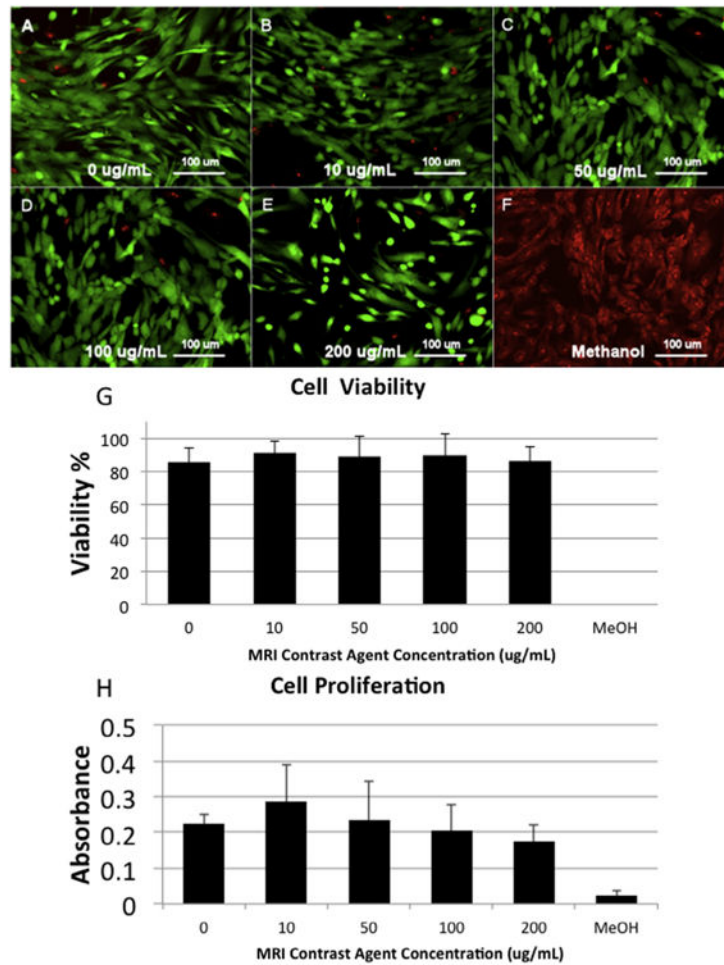 A
B
C
0 ug/mL
100 um
10 ug/mL
100 um
50 ug/mL
100 um
D
E
F
100 ug/mL
100 um
200 ug/mL
100 um
Methanol
100 um
G
Cell Viability
Viability %
100
80
60
40
20
0
0 10 50 100 200 MeOH
MRI Contrast Agent Concentration (ug/mL)
H
Cell Proliferation
Absorbance
0.5
0.4
0.3
0.2
0.1
0
0 10 50 100 200 MeOH
MRI Contrast Agent Concentration (ug/mL)